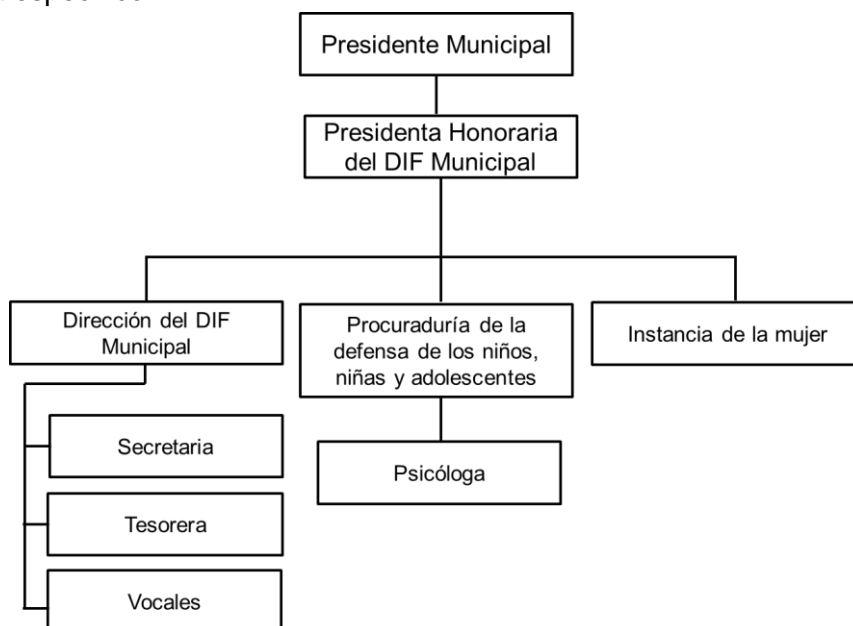 Presidente Municipal
Presidenta Honoraria
del DIF Municipal
Dirección del DIF
Municipal
Procuraduría de la
defensa de los niños,
niñas y adolescentes
Instancia de la mujer
Secretaria
Psicóloga
Tesorera
Vocales